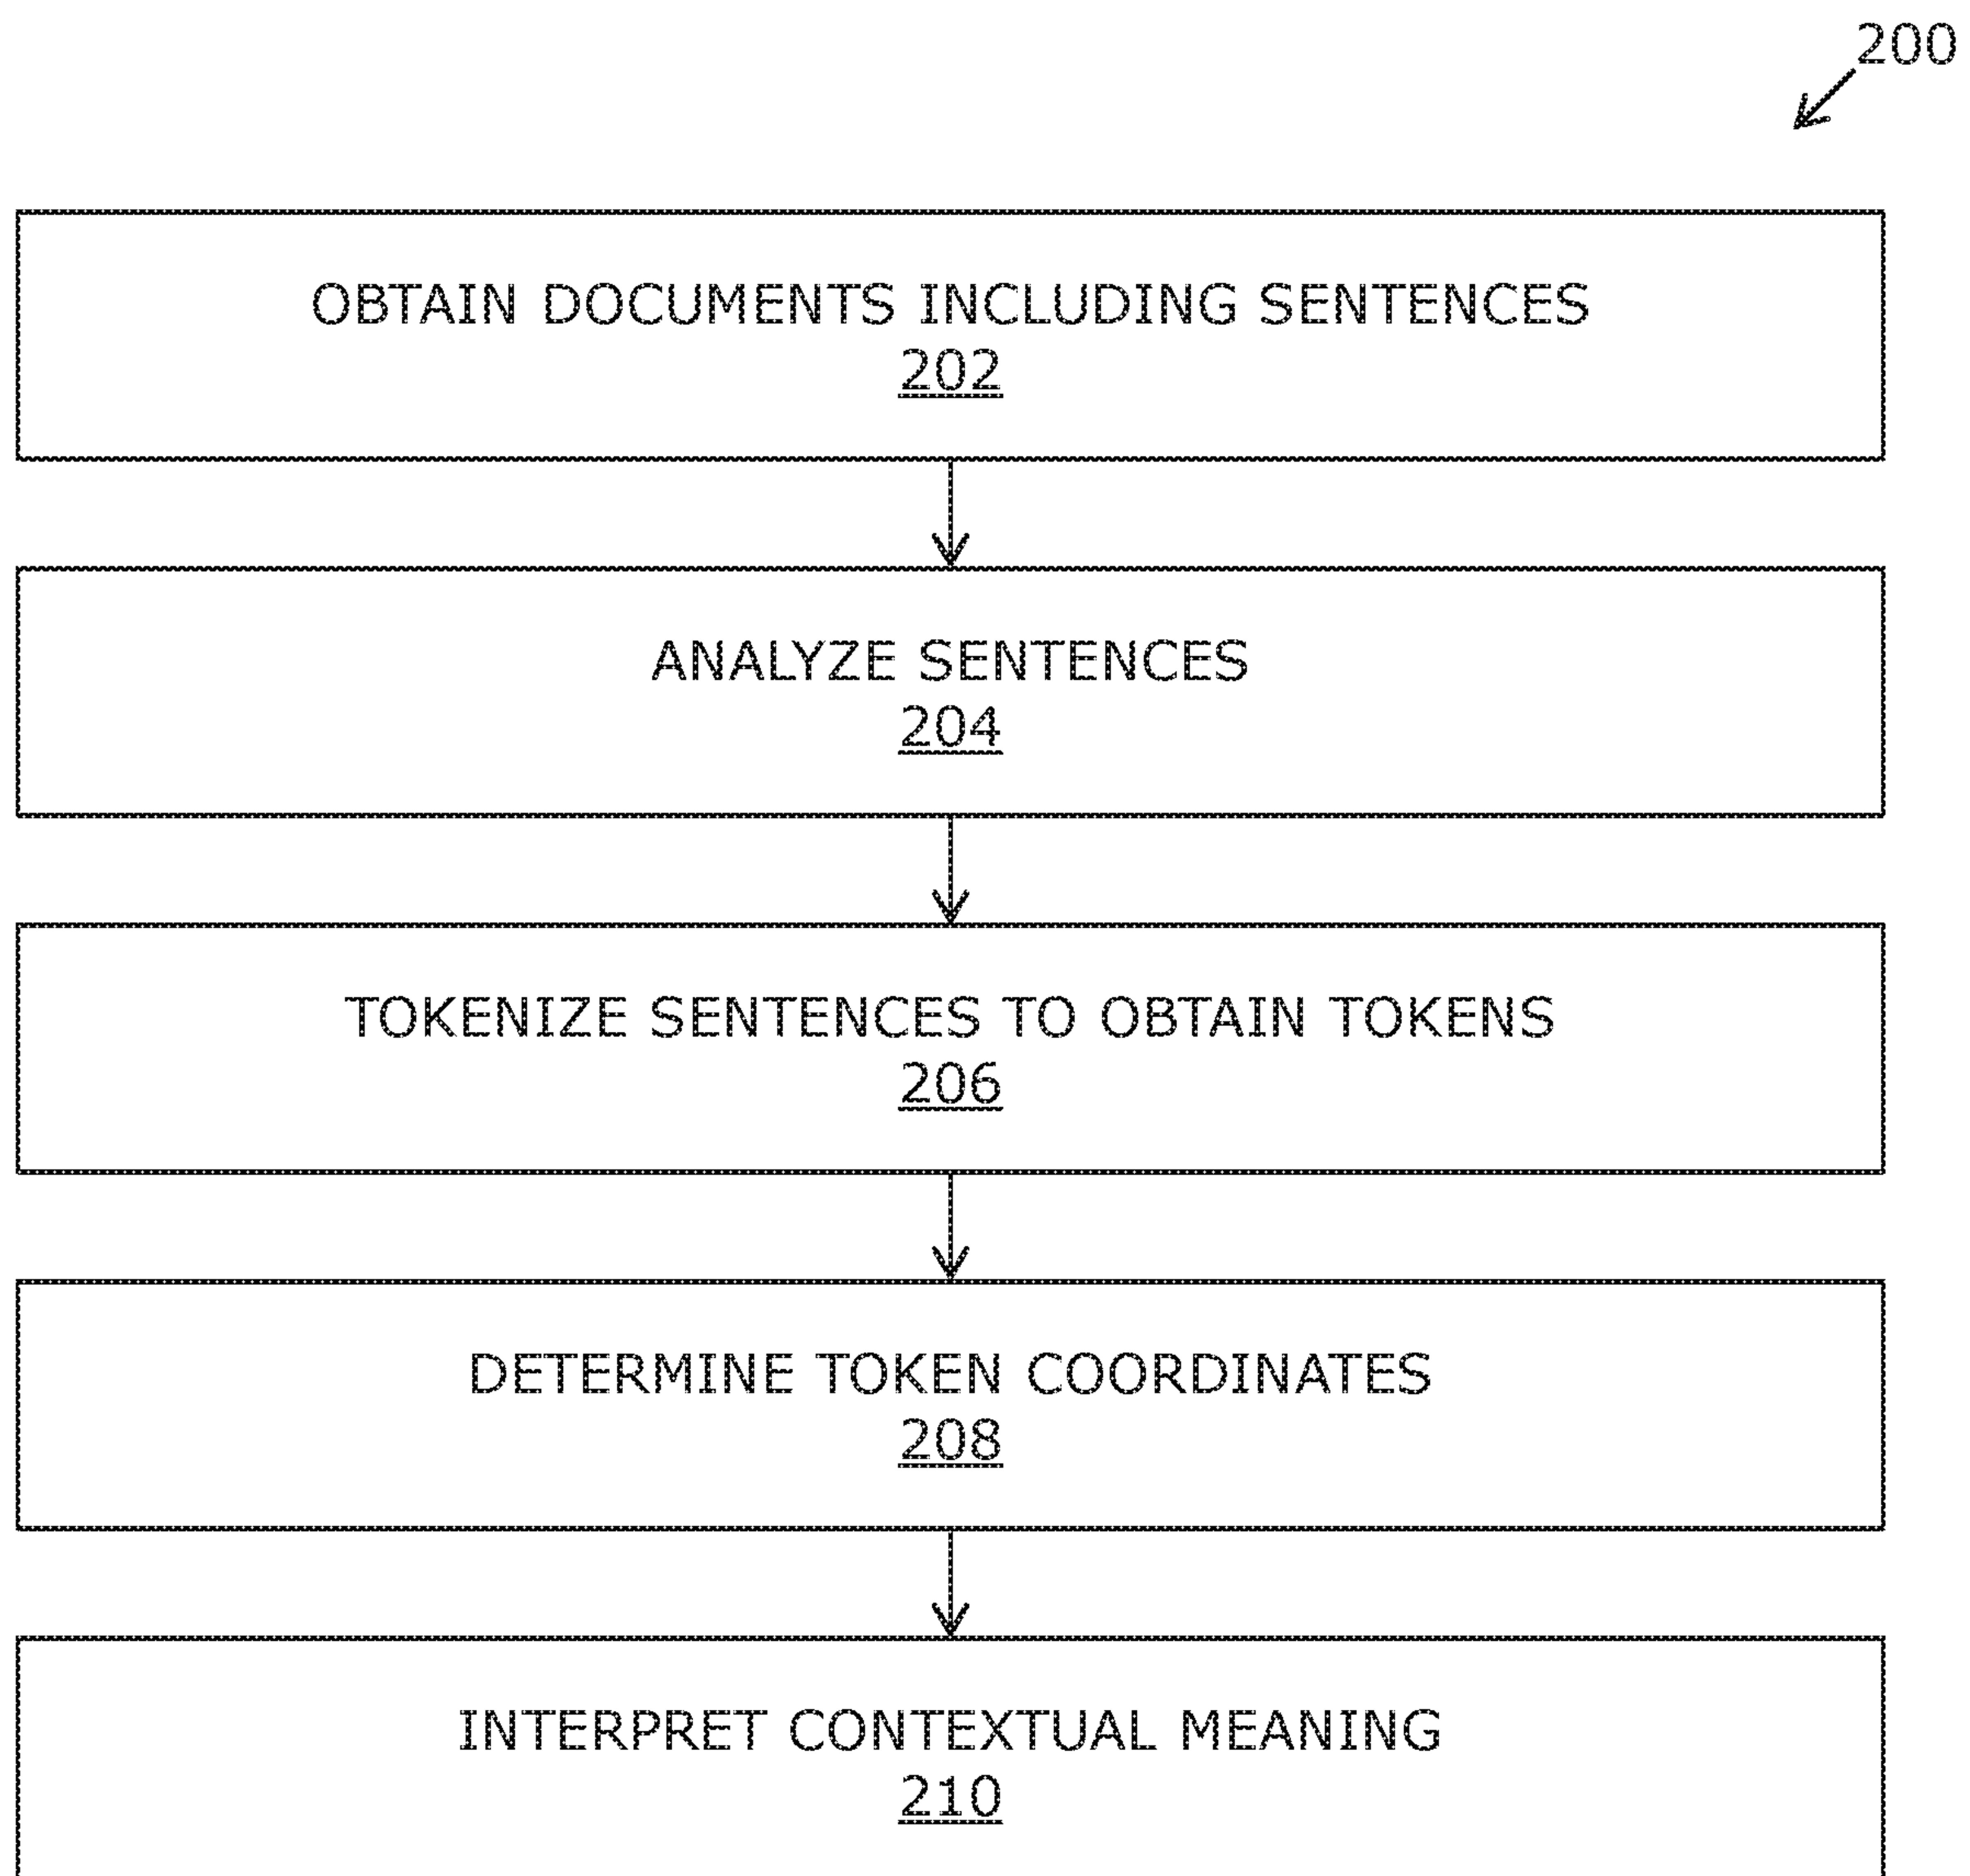 200
OBTAIN DOCUMENTS INCLUDING SENTENCES
202
ANALYZE SENTENCES
204
TOKENIZE SENTENCES TO OBTAIN TOKENS
206
DETERMINE TOKEN COORDINATES
208
INTERPRET CONTEXTUAL MEANING
210